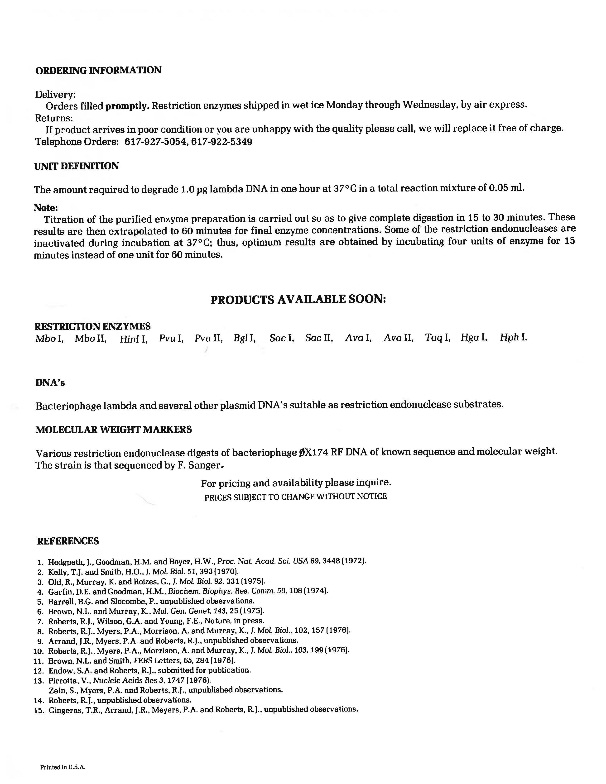 ORDERING INFORMATION
Delivery:
Orders filled promptly. Restriction enzymes shipped in wet ice Monday through Wednesday, by air express.
Returns:
If product arrives in poor condition or you are unhappy with the quality please call, we will replace it free of charge.
Telephone Orders: 617-927-5054, 617-922-5349
UNIT DEFINITION
The amount required to degrade 1.0 µg lambda DNA in one hour at 37°C in a total reaction mixture of 0.05 ml.
Note:
Titration of the purified enzyme preparation is carried out so as to give complete digestion in 15 to 30 minutes. These
results are then extrapolated to 60 minutes for final enzyme concentrations. Some of the restriction endonucleases are
inactivated during incubation at 37°C; thus, optimum results are obtained by incubating four units of enzyme for 15
minutes instead of one unit for 60 minutes.
PRODUCTS AVAILABLE SOON:
RESTRICTION ENZYMES
Mbo I, Mbo II, Hinf I, Pvu I, Pvu II, Bgl I, Sac I, Sac II, Ava I, Ava II, Taq I, Hga I, Hph I.
DNA's
Bacteriophage lambda and several other plasmid DNA's suitable as restriction endonuclease substrates.
MOLECULAR WEIGHT MARKERS
Various restriction endonuclease digests of bacteriophage ØX174 RF DNA of known sequence and molecular weight.
The strain is that sequenced by F. Sanger.
For pricing and availability please inquire.
PRICES SUBJECT TO CHANGE WITHOUT NOTICE
REFERENCES
1. Hedgpeth, J., Goodman, H.M. and Boyer, H.W., Proc. Nat. Acad. Sci. USA 69, 3448 (1972).
2. Kelly, T.J. and Smith, H.O., J. Mol. Biol. 51, 393 (1970).
3. Old, R., Murray, K. and Roizes, G., J. Mol. Biol. 92, 331 (1975).
4. Garfin, D.E. and Goodman, H.M., Biochem. Biophys. Res. Comm. 59, 108 (1974).
5. Barrell, B.G. and Slocombe, P., unpublished observations.
6. Brown, N.L. and Murray, K., Mol. Gen. Genet. 143, 25 (1975).
7. Roberts, R.J., Wilson, G.A. and Young, F.E., Nature, in press.
8. Roberts, R.J., Myers, P.A., Morrison, A. and Murray, K., J. Mol. Biol., 102, 157 (1976).
9. Arrand, J.R., Myers, P.A. and Roberts, R.J., unpublished observations.
10. Roberts, R.J., Myers, P.A., Morrison, A. and Murray, K., J. Mol. Biol., 103, 199 (1976).
11. Brown, N.L. and Smith, FEBS Letters, 65, 284 (1976).
12. Endow, S.A. and Roberts, R.J., submitted for publication.
13. Pirrotta, V., Nucleic Acids Res 3, 1747 (1976).
Zain, S., Myers, P.A. and Roberts, R.J., unpublished observations.
14. Roberts, R.J., unpublished observations.
15. Gingeras, T.R., Arrand, J.R., Meyers, P.A. and Roberts, R.J., unpublished observations.
Printed in U.S.A.